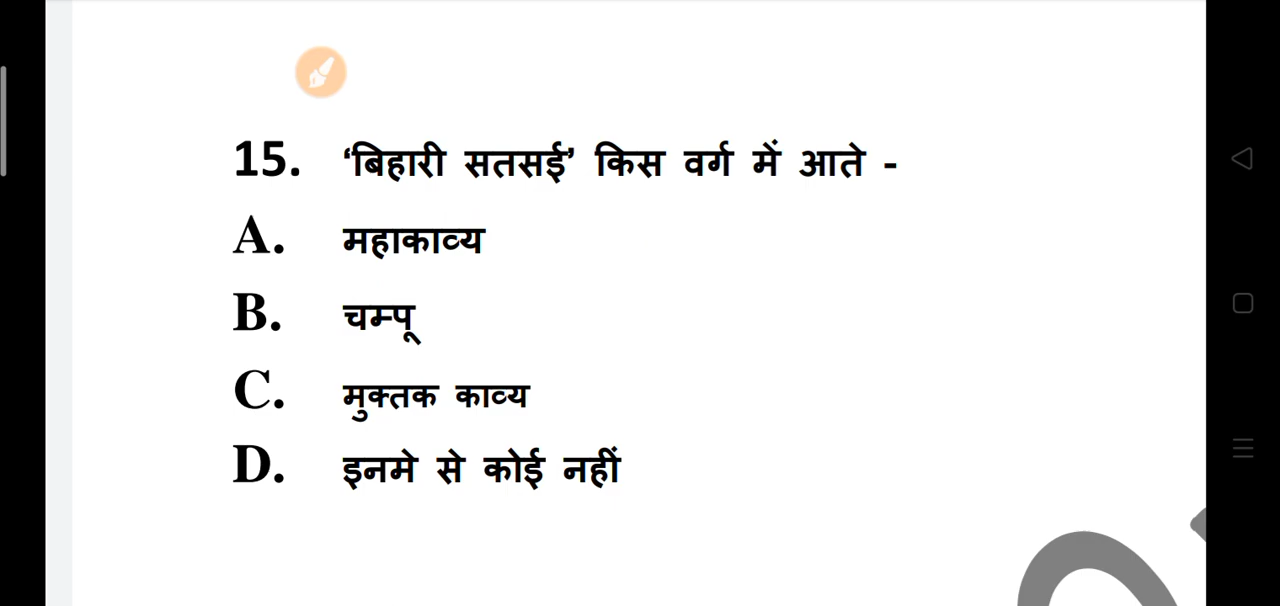 15. ‘बिहारी सतसई’ किस वर्ग में आते -
A. महाकाव्य
B. चम्पू
C. मुक्तक काव्य
D. इनमे से कोई नहीं